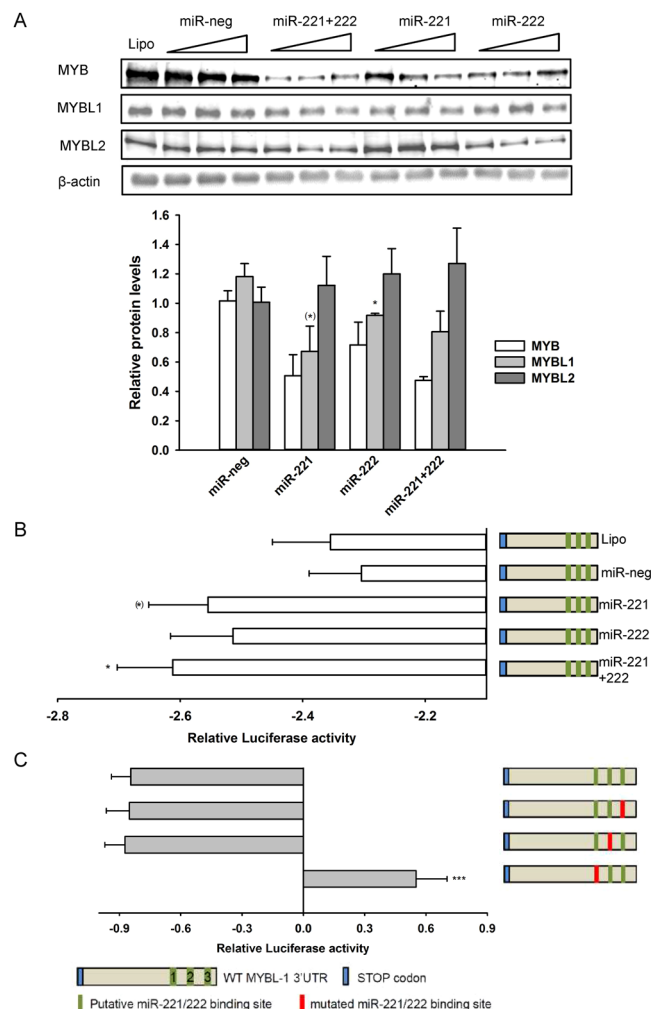 A
miR-neg
miR-221+222
miR-221
miR-222
Lipo
MYB
MYBL1
MYBL2
β-actin
Relative protein levels
1.6
1.4
1.2
1.0
0.8
0.6
0.4
0.2
0.0
(*)
*
MYB
MYBL1
MYBL2
miR-neg
miR-221
miR-222
miR-221+222
B
Lipo
miR-neg
(*)
miR-221
miR-222
*
miR-221
+222
-2.8 -2.6 -2.4 -2.2
Relative Luciferase activity
C
***
-0.9 -0.6 -0.3 0.0 0.3 0.6 0.9
Relative Luciferase activity
1 2 3 WT MYBL-1 3'UTR STOP codon
Putative miR-221/222 binding site mutated miR-221/222 binding site